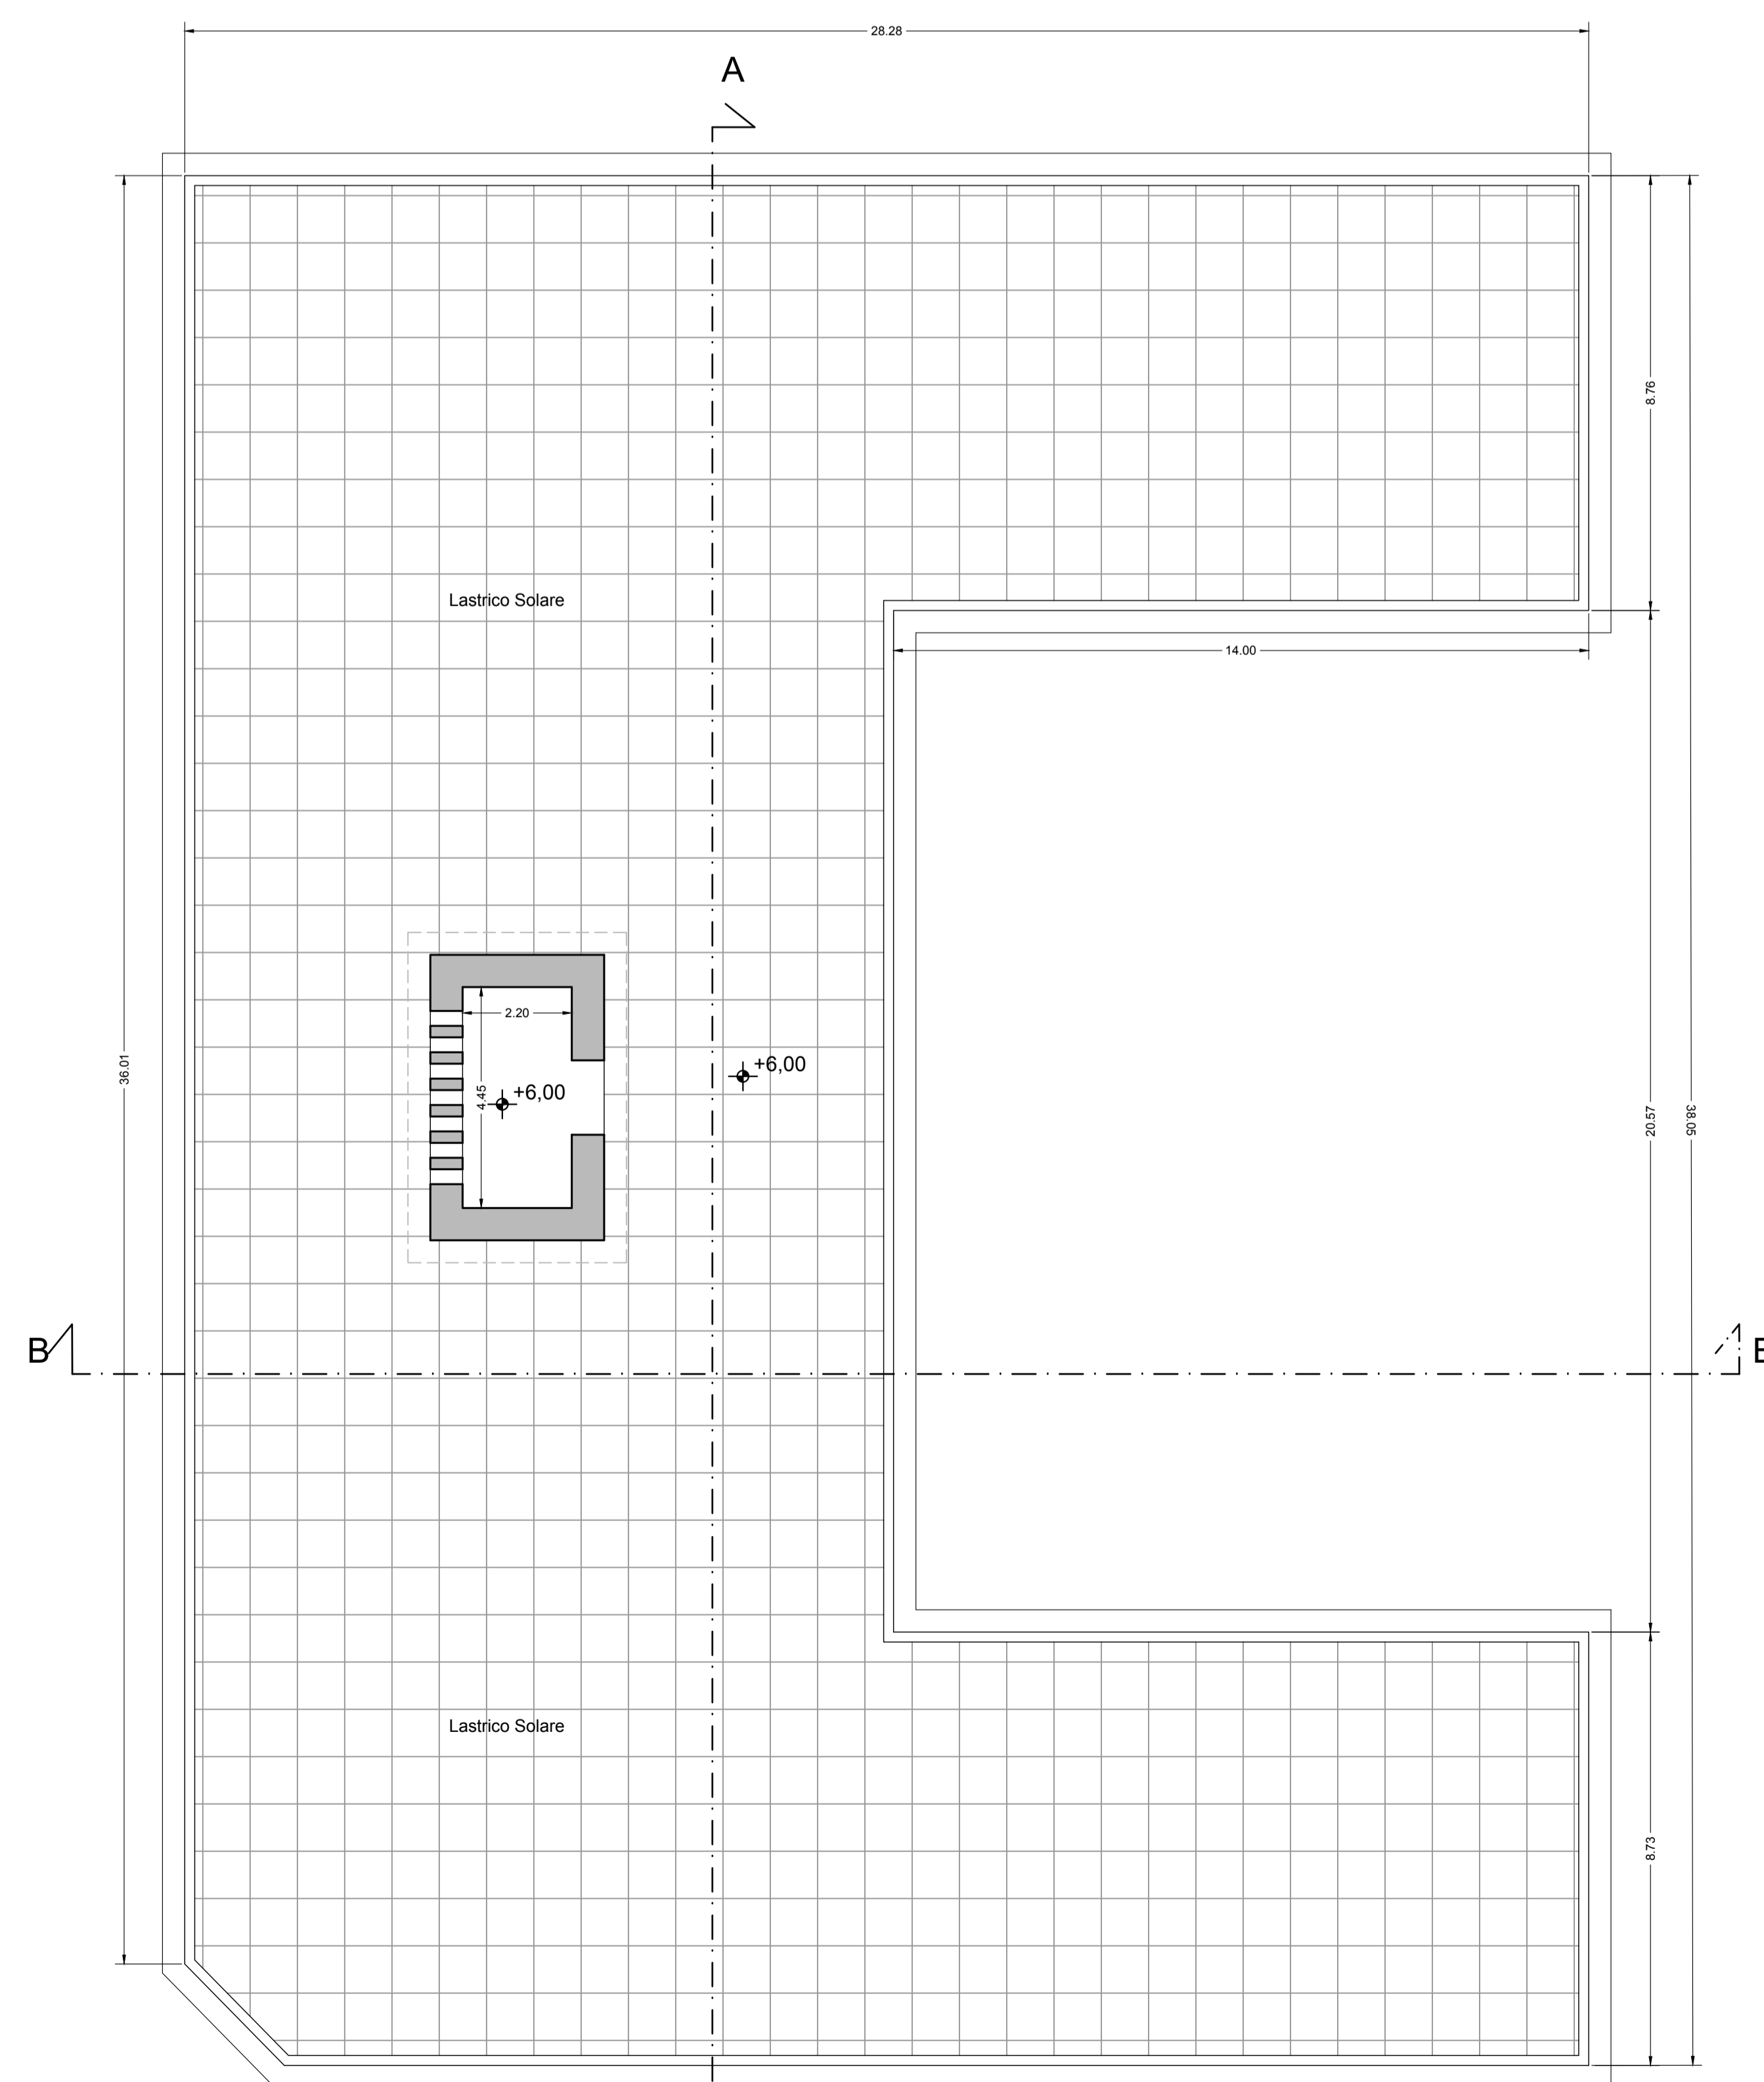 28.28
A
8.76
Lastrico Solare
14.00
2.20
36.01
4.45
+6,00
+6,00
20.57
38.05
B
Lastrico Solare
8.73